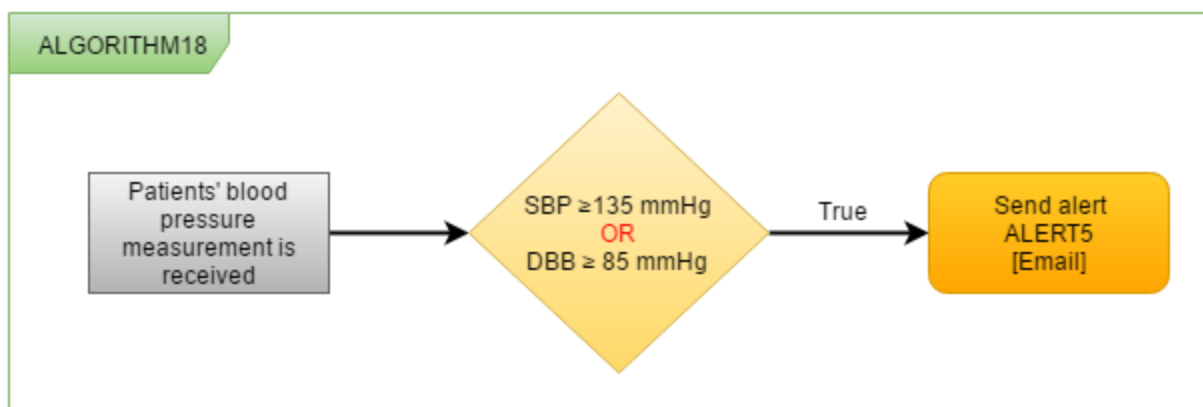 ALGORITHM18
Patients' blood
pressure
measurement is
received
SBP ≥135 mmHg
OR
DBB ≥ 85 mmHg
True
Send alert
ALERT5
[Email]